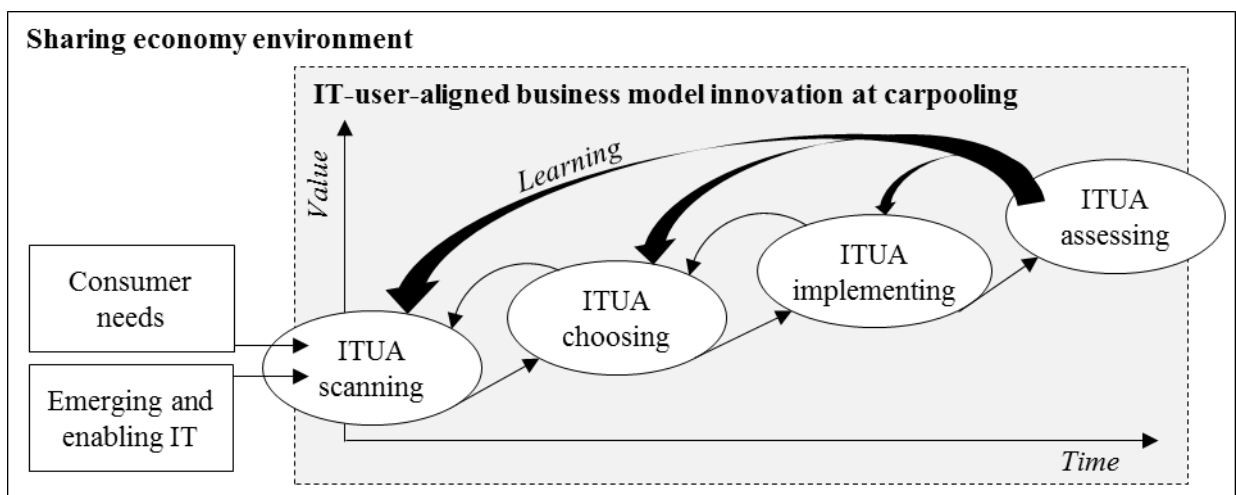 Sharing economy environment
IT-user-aligned business model innovation at carpooling
Value
Learning
ITUA
assessing
ITUA
implementing
ITUA
choosing
ITUA
scanning
Consumer
needs
Emerging and
enabling IT
Time